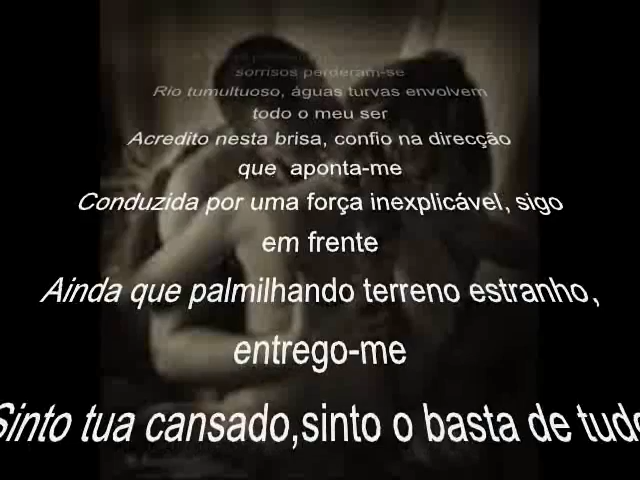 sorrisos perderam-se
Rio tumultuoso, águas turvas envolvem
todo o meu ser
Acredito nesta brisa, confio na direcção
que aponta-me
Conduzida por uma força inexplicável, sigo
em frente
Ainda que palmilhando terreno estranho,
entrego-me
Sinto tua cansado,sinto o basta de tudo